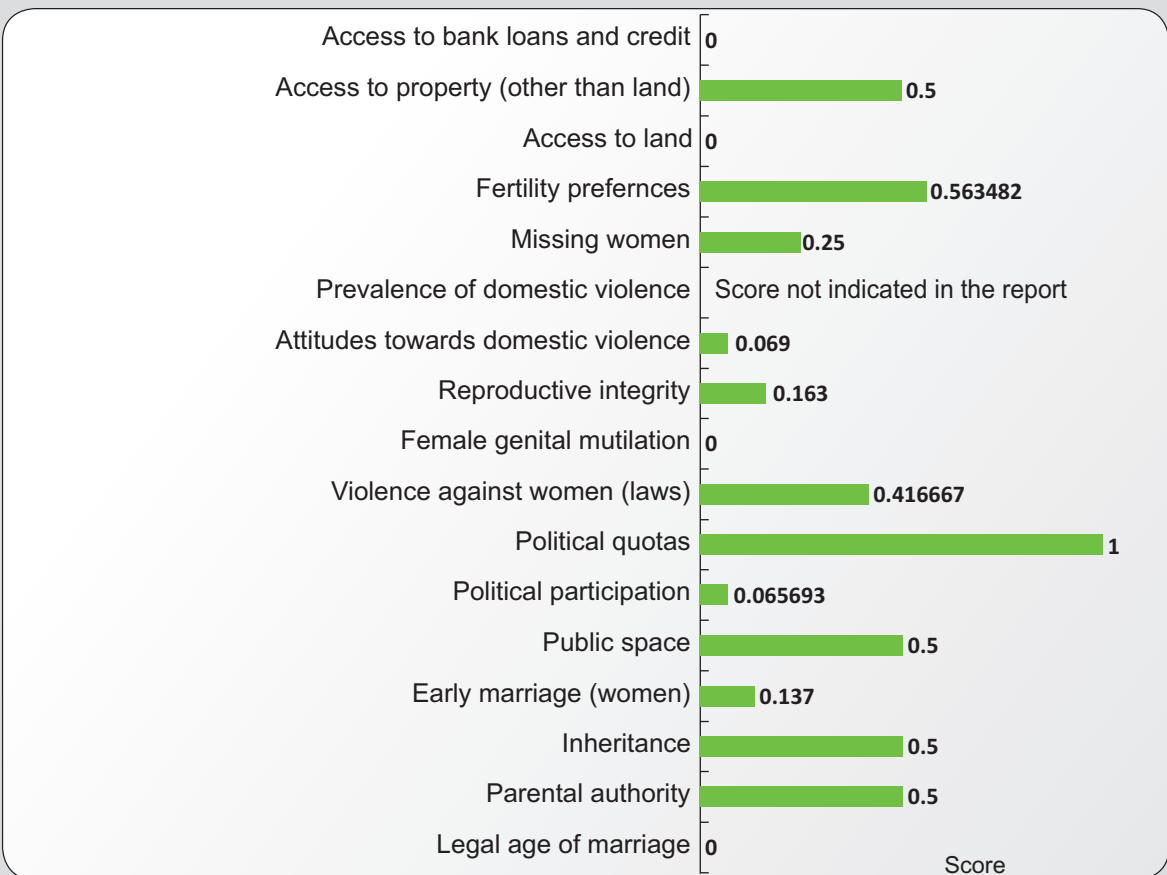 Access to bank loans and credit 0
Access to property (other than land) 0.5
Access to land 0
Fertility prefernces 0.563482
Missing women 0.25
Prevalence of domestic violence Score not indicated in the report
Attitudes towards domestic violence 0.069
Reproductive integrity 0.163
Female genital mutilation 0
Violence against women (laws) 0.416667
Political quotas 1
Political participation 0.065693
Public space 0.5
Early marriage (women) 0.137
Inheritance 0.5
Parental authority 0.5
Legal age of marriage 0
Score